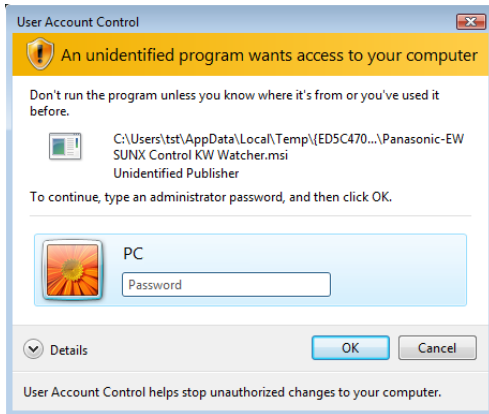 User Account Control
An unidentified program wants access to your computer
Don't run the program unless you know where it's from or you've used it
before.
C:\Users\tst\AppData\Local\Temp\{ED5C470...\Panasonic-EW
SUNX Control KW Watcher.msi
Unidentified Publisher
To continue, type an administrator password, and then click OK.
PC
Password
Details
OK
Cancel
User Account Control helps stop unauthorized changes to your computer.